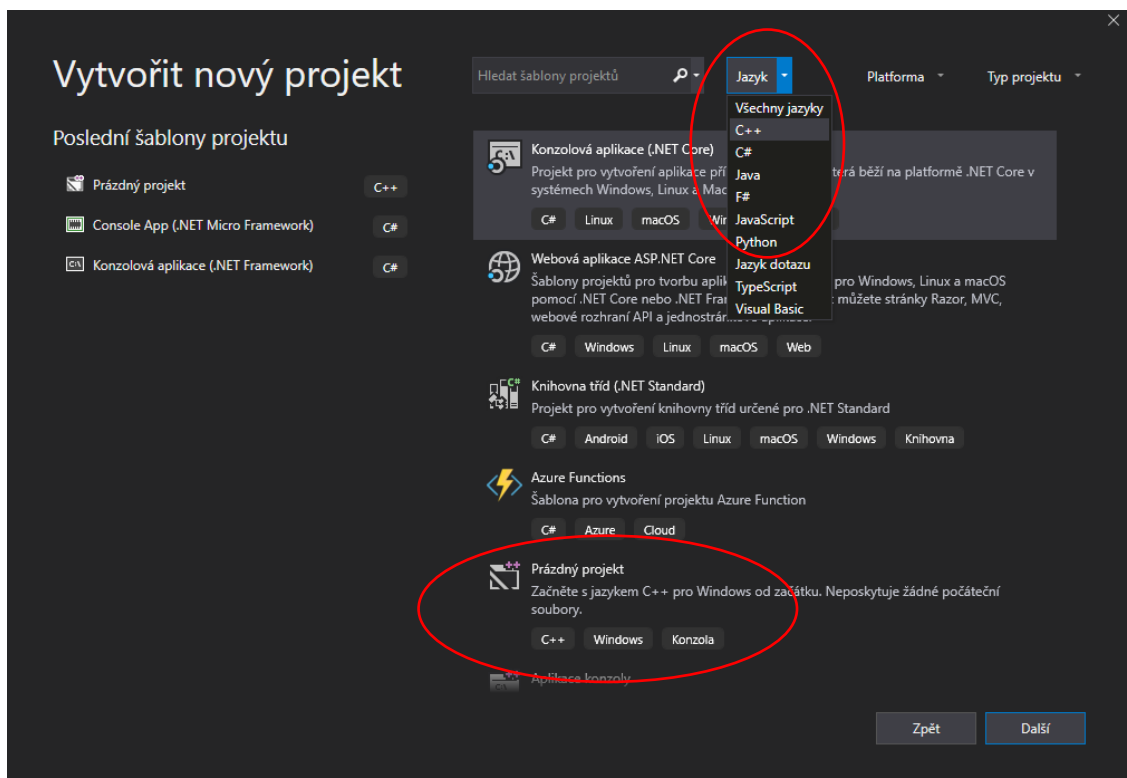 Vytvořit nový projekt
Poslední šablony projektu
Prázdný projekt
C++
Console App (.NET Micro Framework)
C#
Konzolová aplikace (.NET Framework)
C#
Hledat šablony projektů
Jazyk
Platforma
Typ projektu
Všechny jazyky
C++
C#
Java
F#
JavaScript
Python
Jazyk dotazu
TypeScript
Visual Basic
Konzolová aplikace (.NET Core)
Projekt pro vytvoření aplikace která běží na platformě .NET Core v
systémech Windows, Linux a
C# Linux macOS
Webová aplikace ASP.NET Core
Šablony projektů pro tvorbu pro Windows, Linux a macOS
pomocí .NET Core nebo .NET můžete stránky Razor, MVC,
webové rozhraní API a
C# Windows Linux macOS Web
Knihovna tříd (.NET Standard)
Projekt pro vytvoření knihovny tříd určené pro .NET Standard
C# Android iOS Linux macOS Windows Knihovna
Azure Functions
Šablona pro vytvoření projektu Azure Function
C# Azure Cloud
Prázdný projekt
Začněte s jazykem C++ pro Windows od začátku. Neposkytuje žádné počáteční
soubory.
C++ Windows Konzola
Aplikace konzoly
Zpět
Další